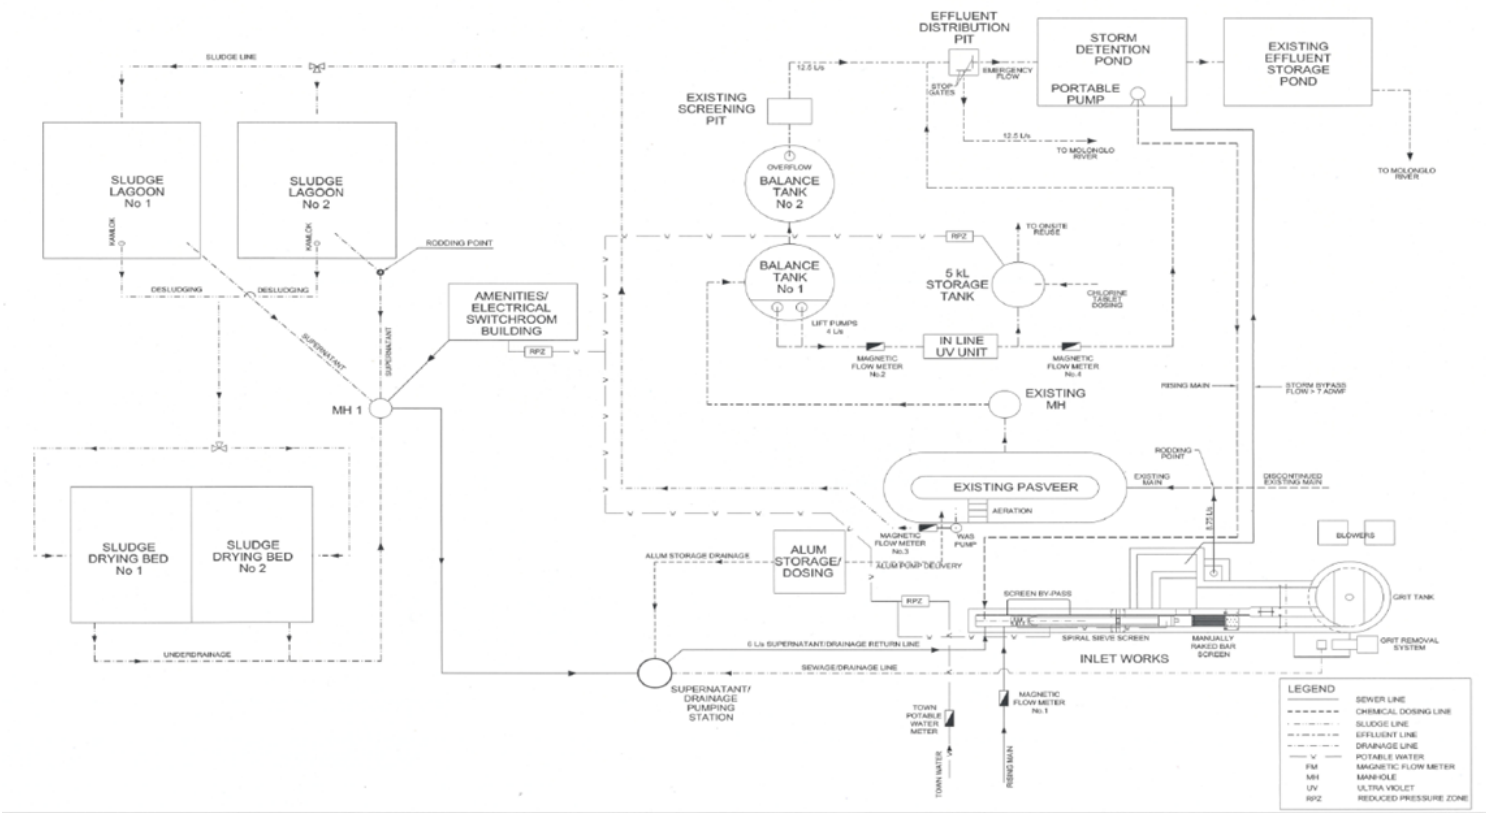 EFFLUENT
DISTRIBUTION
PIT
STORM
DETENTION
POND
PORTABLE
PUMP
EXISTING
EFFLUENT
STORAGE
POND
SLUDGE LINE
12.5 L/s
EMERGENCY
FLOW
STOP
GATES
12.5 L/s
TO MOLONGLO
RIVER
TO MOLONGLO
RIVER
EXISTING
SCREENING
PIT
OVERFLOW
BALANCE
TANK
No 2
SLUDGE
LAGOON
No 1
SLUDGE
LAGOON
No 2
KAMLOK
KAMLOK
RODDING POINT
DESLUDGING
DESLUDGING
SUPERNATANT
SUPERNATANT
AMENITIES/
ELECTRICAL
SWITCHROOM
BUILDING
RPZ
MH 1
BALANCE
TANK
No 1
LIFT PUMPS
4 L/s
RPZ
TO ONSITE
REUSE
5 kL
STORAGE
TANK
CHLORINE
TABLET
DOSING
MAGNETIC
FLOW METER
No.2
IN LINE
UV UNIT
MAGNETIC
FLOW METER
No.4
RISING MAIN
STORM BYPASS
FLOW > 7 ADWF
EXISTING
MH
EXISTING PASVEER
AERATION
EXISTING
MAIN
RODDING
POINT
DISCONTINUED
EXISTING MAIN
8.75 L/s
MAGNETIC
FLOW METER
No.3
WAS
PUMP
SLUDGE
DRYING BED
No 1
SLUDGE
DRYING BED
No 2
UNDERDRAINAGE
ALUM STORAGE DRAINAGE
ALUM
STORAGE/
DOSING
ALUM PUMP DELIVERY
RPZ
BLOWERS
GRIT TANK
SCREEN BY-PASS
SPIRAL SIEVE SCREEN
MANUALLY
RAKED BAR
SCREEN
GRIT REMOVAL
SYSTEM
INLET WORKS
6 L/s SUPERNATANT/DRAINAGE RETURN LINE
SEWAGE/DRAINAGE LINE
SUPERNATANT/
DRAINAGE
PUMPING
STATION
TOWN
POTABLE
WATER
METER
MAGNETIC
FLOW METER
No.1
TOWN WATER
RISING MAIN
LEGEND
SEWER LINE
CHEMICAL DOSING LINE
SLUDGE LINE
EFFLUENT LINE
DRAINAGE LINE
POTABLE WATER
FM MAGNETIC FLOW METER
MH MANHOLE
UV ULTRA VIOLET
RPZ REDUCED PRESSURE ZONE